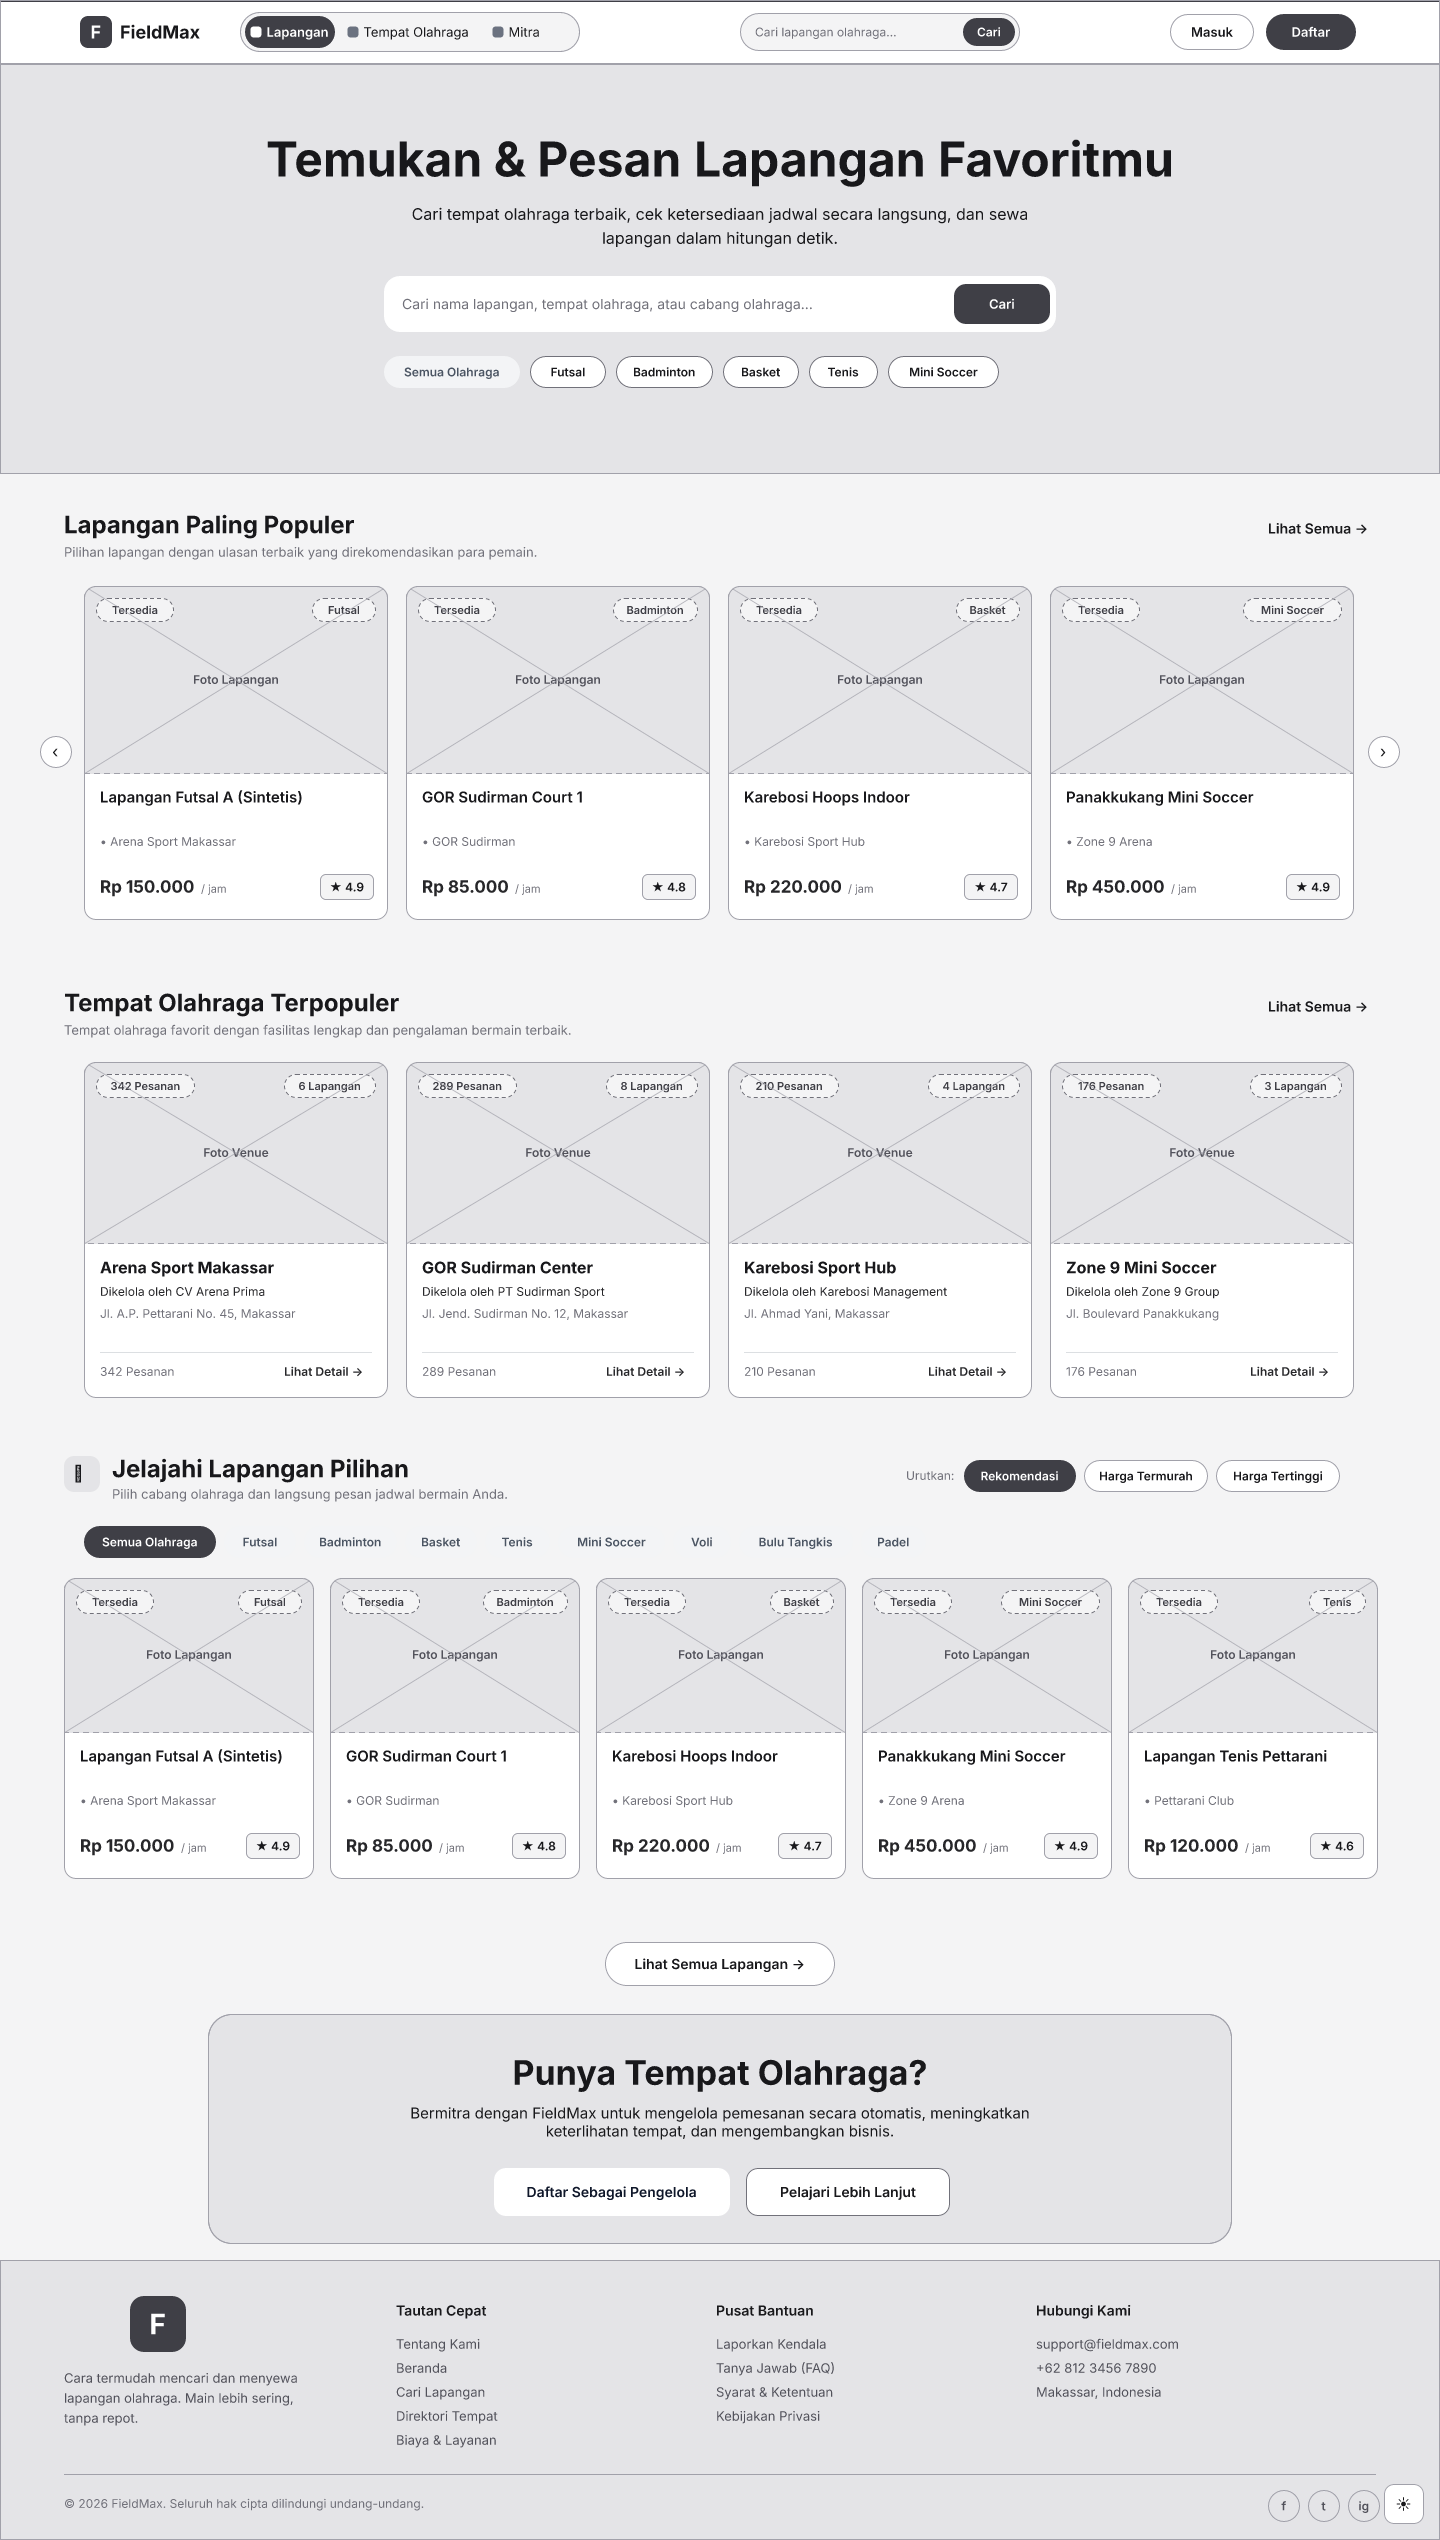 F FieldMax Lapangan Tempat Olahraga Mitra Cari lapangan olahraga... Cari Masuk Daftar
Temukan & Pesan Lapangan Favoritmu
Cari tempat olahraga terbaik, cek ketersediaan jadwal secara langsung, dan sewa
lapangan dalam hitungan detik.
Cari nama lapangan, tempat olahraga, atau cabang olahraga... Cari
Semua Olahraga Futsal Badminton Basket Tenis Mini Soccer
Lapangan Paling Populer
Lihat Semua →
Pilihan lapangan dengan ulasan terbaik yang direkomendasikan para pemain.
Tersedia Futsal Tersedia Badminton Tersedia Basket Tersedia Mini Soccer
Foto Lapangan Foto Lapangan Foto Lapangan Foto Lapangan
‹ ›
Lapangan Futsal A (Sintetis) GOR Sudirman Court 1 Karebosi Hoops Indoor Panakkukang Mini Soccer
• Arena Sport Makassar • GOR Sudirman • Karebosi Sport Hub • Zone 9 Arena
Rp 150.000 / jam ★ 4.9 Rp 85.000 / jam ★ 4.8 Rp 220.000 / jam ★ 4.7 Rp 450.000 / jam ★ 4.9
Tempat Olahraga Terpopuler
Lihat Semua →
Tempat olahraga favorit dengan fasilitas lengkap dan pengalaman bermain terbaik.
342 Pesanan 6 Lapangan 289 Pesanan 8 Lapangan 210 Pesanan 4 Lapangan 176 Pesanan 3 Lapangan
Foto Venue Foto Venue Foto Venue Foto Venue
Arena Sport Makassar GOR Sudirman Center Karebosi Sport Hub Zone 9 Mini Soccer
Dikelola oleh CV Arena Prima Dikelola oleh PT Sudirman Sport Dikelola oleh Karebosi Management Dikelola oleh Zone 9 Group
Jl. A.P. Pettarani No. 45, Makassar Jl. Jend. Sudirman No. 12, Makassar Jl. Ahmad Yani, Makassar Jl. Boulevard Panakkukang
342 Pesanan Lihat Detail → 289 Pesanan Lihat Detail → 210 Pesanan Lihat Detail → 176 Pesanan Lihat Detail →
Jelajahi Lapangan Pilihan
Urutkan: Rekomendasi Harga Termurah Harga Tertinggi
Pilih cabang olahraga dan langsung pesan jadwal bermain Anda.
Semua Olahraga Futsal Badminton Basket Tenis Mini Soccer Voli Bulu Tangkis Padel
Tersedia Futsal Tersedia Badminton Tersedia Basket Tersedia Mini Soccer Tersedia Tenis
Foto Lapangan Foto Lapangan Foto Lapangan Foto Lapangan Foto Lapangan
Lapangan Futsal A (Sintetis) GOR Sudirman Court 1 Karebosi Hoops Indoor Panakkukang Mini Soccer Lapangan Tenis Pettarani
• Arena Sport Makassar • GOR Sudirman • Karebosi Sport Hub • Zone 9 Arena • Pettarani Club
Rp 150.000 / jam ★ 4.9 Rp 85.000 / jam ★ 4.8 Rp 220.000 / jam ★ 4.7 Rp 450.000 / jam ★ 4.9 Rp 120.000 / jam ★ 4.6
Lihat Semua Lapangan →
Punya Tempat Olahraga?
Bermitra dengan FieldMax untuk mengelola pemesanan secara otomatis, meningkatkan
keterlihatan tempat, dan mengembangkan bisnis.
Daftar Sebagai Pengelola Pelajari Lebih Lanjut
F
Cara termudah mencari dan menyewa
lapangan olahraga. Main lebih sering,
tanpa repot.
Tautan Cepat
Tentang Kami
Beranda
Cari Lapangan
Direktori Tempat
Biaya & Layanan
Pusat Bantuan
Laporkan Kendala
Tanya Jawab (FAQ)
Syarat & Ketentuan
Kebijakan Privasi
Hubungi Kami
support@fieldmax.com
+62 812 3456 7890
Makassar, Indonesia
© 2026 FieldMax. Seluruh hak cipta dilindungi undang-undang.
f t ig